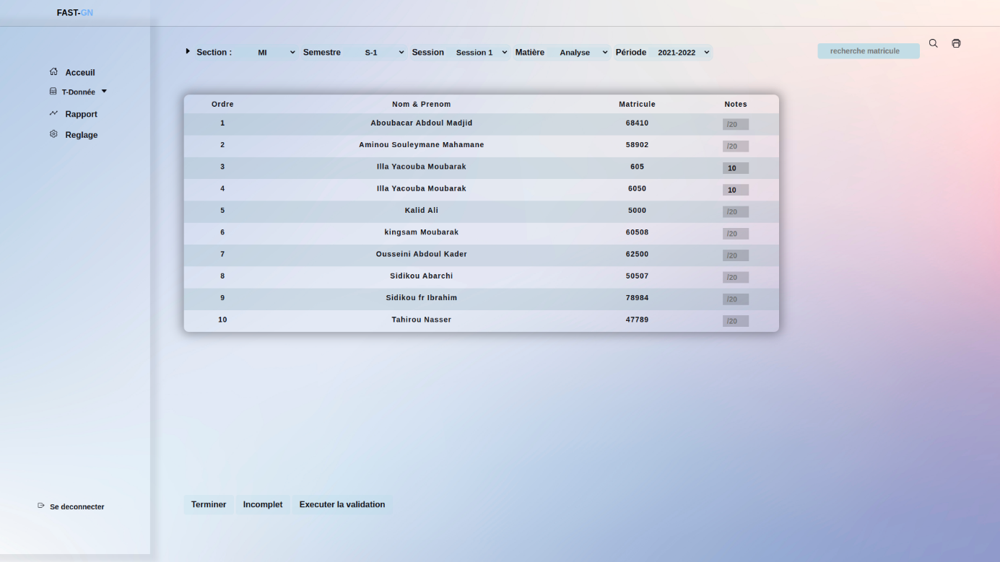 FAST-GN
Section : MI Semestre S-1 Session Session 1 Matière Analyse Période 2021-2022
recherche matricule
Acceuil
T-Donnée
Rapport
Reglage
Se deconnecter
Ordre Nom & Prenom Matricule Notes
1 Aboubacar Abdoul Madjid 68410 /20
2 Aminou Souleymane Mahamane 58902 /20
3 Illa Yacouba Moubarak 605 10
4 Illa Yacouba Moubarak 6050 10
5 Kalid Ali 5000 /20
6 kingsam Moubarak 60508 /20
7 Ousseini Abdoul Kader 62500 /20
8 Sidikou Abarchi 50507 /20
9 Sidikou fr Ibrahim 78984 /20
10 Tahirou Nasser 47789 /20
Terminer Incomplet Executer la validation